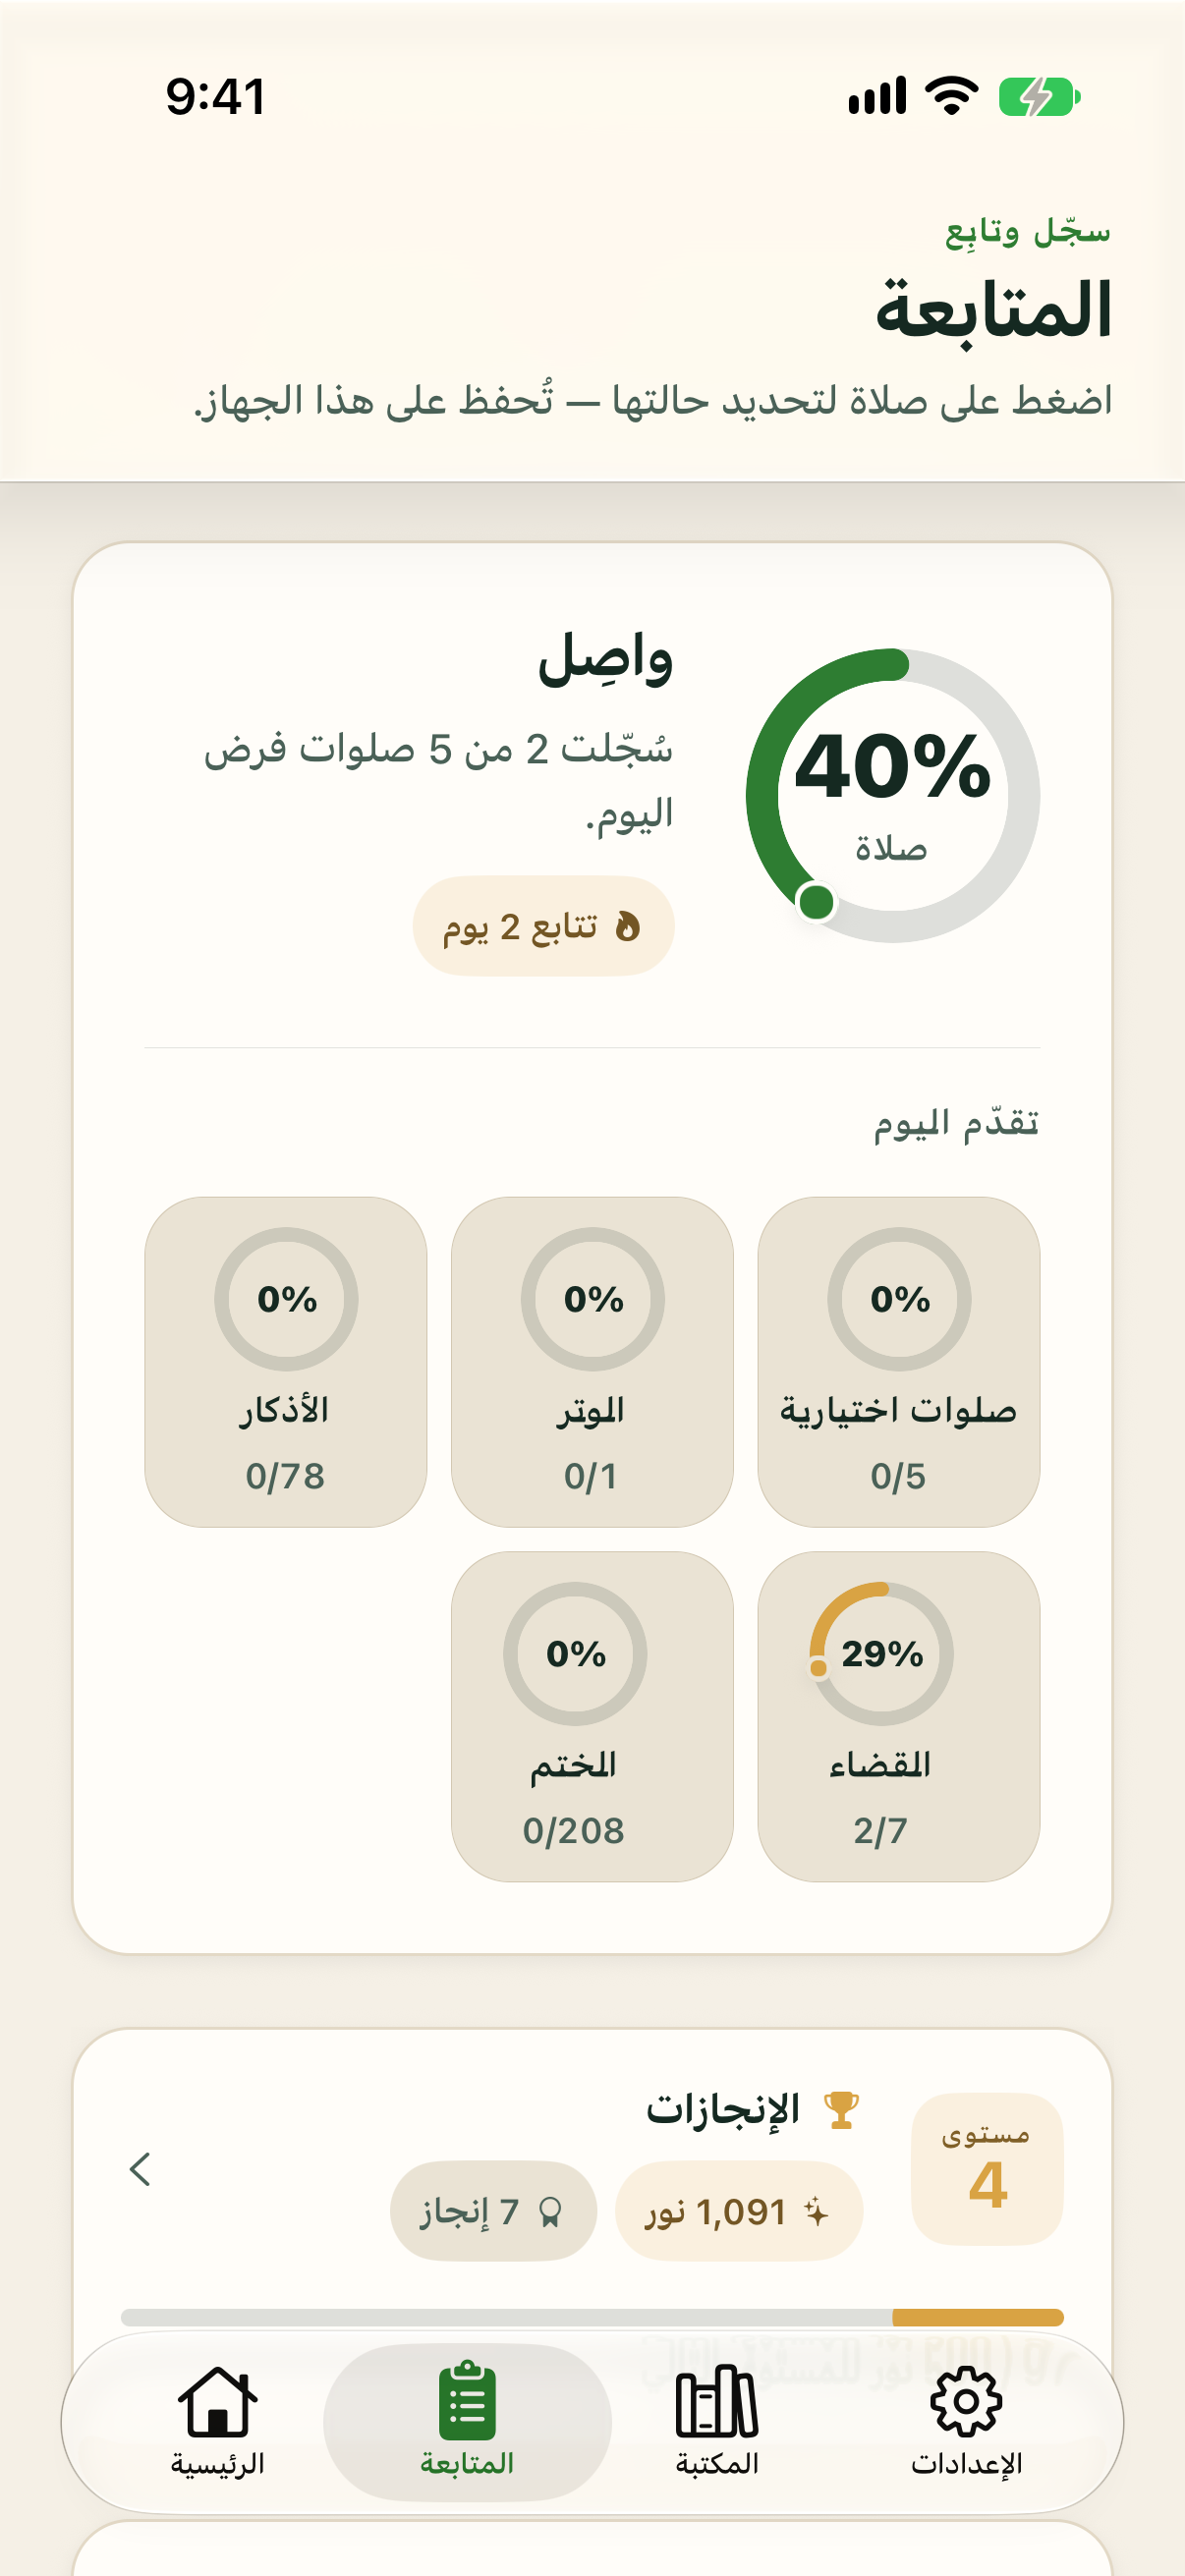 9:41
سجّل وتابِع
المتابعة
اضغط على صلاة لتحديد حالتها — تُحفظ على هذا الجهاز.
40%
صلاة
واصِل
سُجّلت 2 من 5 صلوات فرض
اليوم.
تتابع 2 يوم
تقدّم اليوم
0%
صلوات اختيارية
0/5
0%
الوتر
0/1
0%
الأذكار
0/78
29%
القضاء
2/7
0%
الختم
0/208
مستوى
4
الإنجازات
1,091 نور
7 إنجاز
الرئيسية
المتابعة
المكتبة
الإعدادات